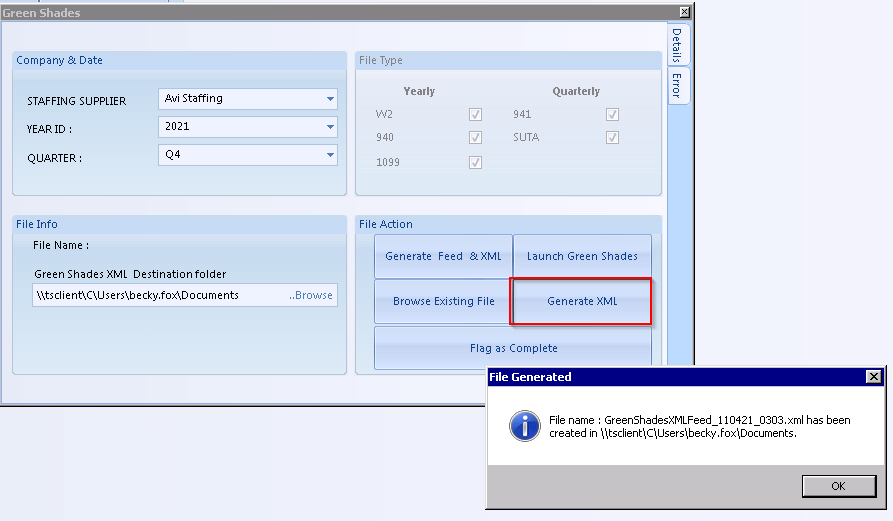 Green Shades
Details
Error
Company & Date
STAFFING SUPPLIER
Avi Staffing
YEAR ID :
2021
QUARTER :
Q4
File Type
Yearly
Quarterly
W2
941
940
SUTA
1099
File Info
File Name :
Green Shades XML Destination folder
\\tsclient\C\Users\becky.fox\Documents
..Browse
File Action
Generate Feed & XML
Launch Green Shades
Browse Existing File
Generate XML
Flag as Complete
File Generated
File name : GreenShadesXMLFeed_110421_0303.xml has been
created in \\tsclient\C\Users\becky.fox\Documents.
OK